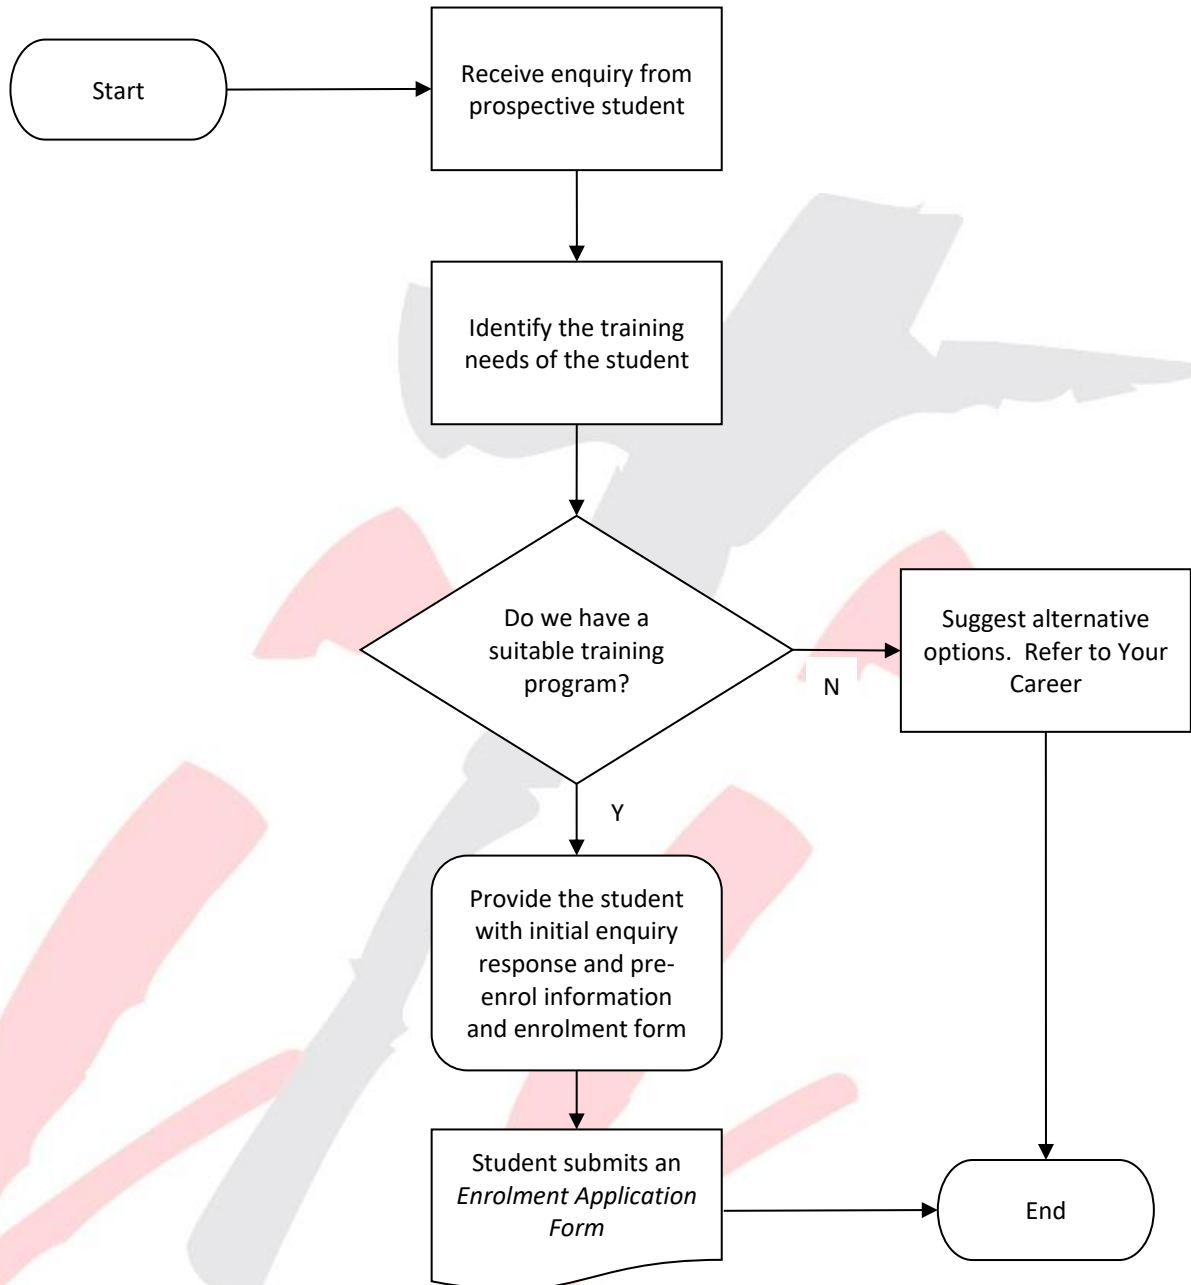 Start
Receive enquiry from
prospective student
Identify the training
needs of the student
Do we have a
suitable training
program?
N
Suggest alternative
options.  Refer to Your
Career
Y
Provide the student
with initial enquiry
response and pre-
enrol information
and enrolment form
Student submits an
Enrolment Application
Form
End